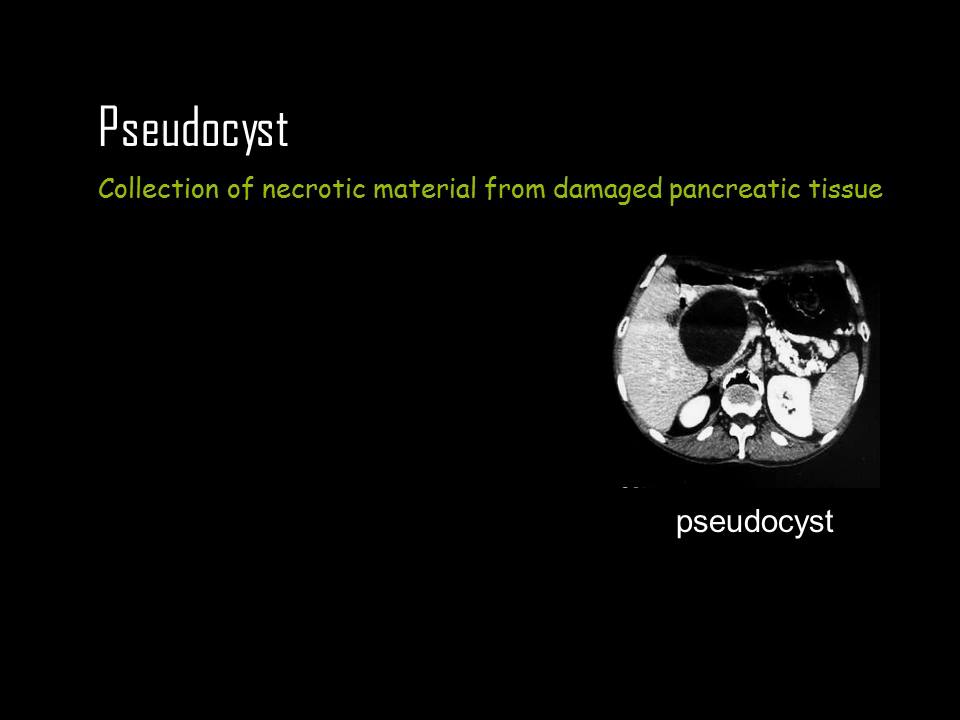 Pseudocyst
Collection of necrotic material from damaged pancreatic tissue
pseudocyst